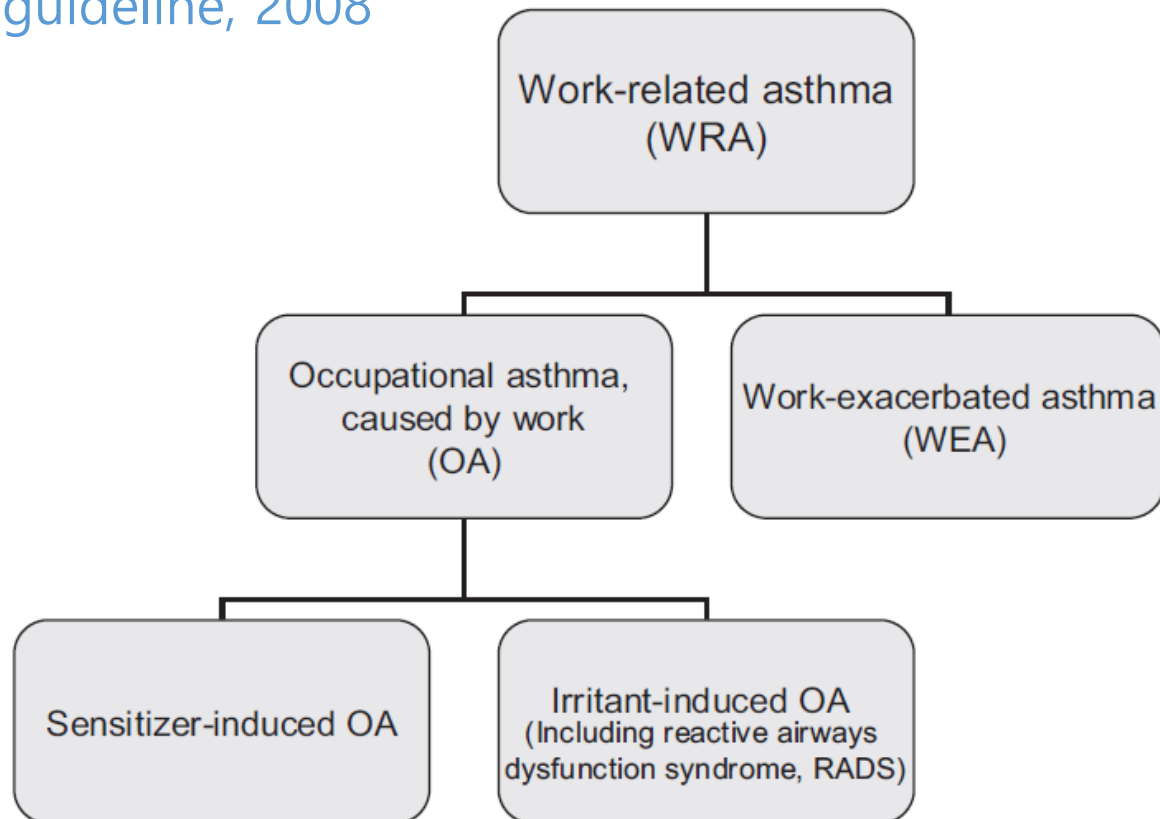 guideline, 2008
Work-related asthma
(WRA)
Occupational asthma,
caused by work
(OA)
Work-exacerbated asthma
(WEA)
Sensitizer-induced OA
Irritant-induced OA
(Including reactive airways
dysfunction syndrome, RADS)